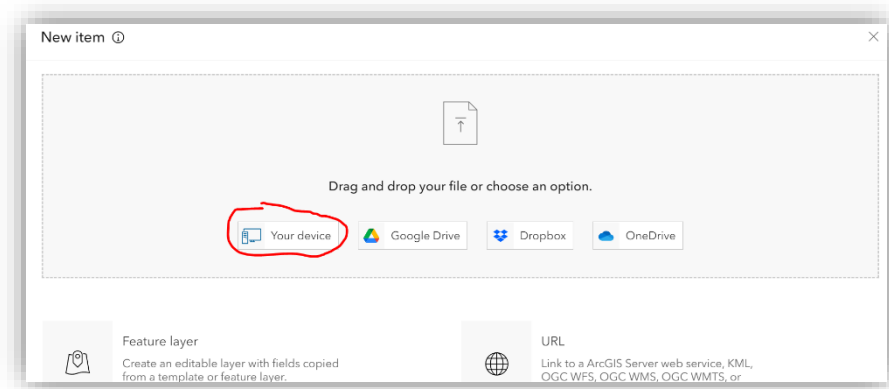 New item
Drag and drop your file or choose an option.
Your device Google Drive Dropbox OneDrive
Feature layer
Create an editable layer with fields copied
from a template or feature layer.
URL
Link to a ArcGIS Server web service, KML,
OGC WFS, OGC WMS, OGC WMTS, or